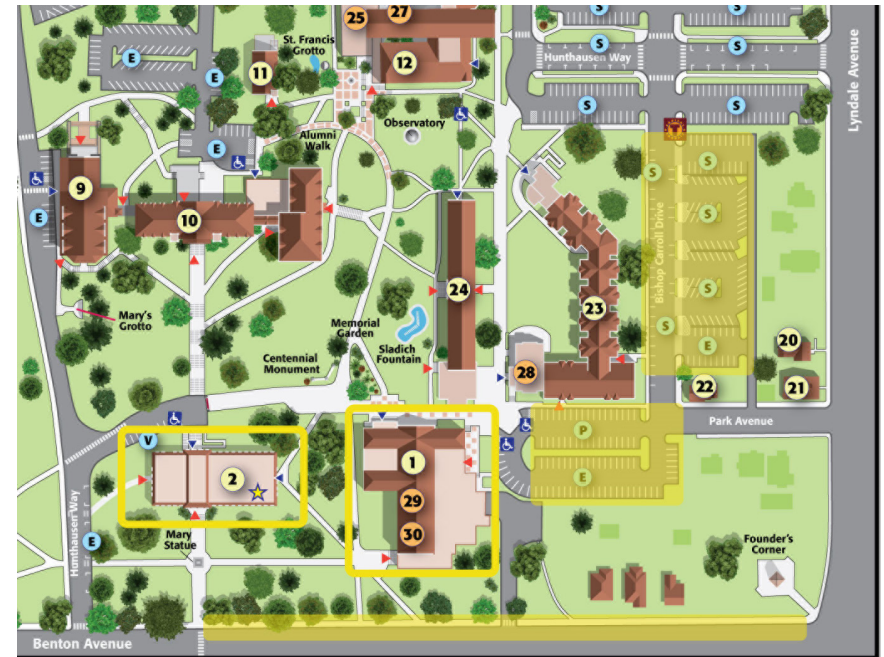 25
27
S
S
St. Francis
Grotto
12
E
11
E
Hunthausen Way
S
S
Lyndale Avenue
S
S
Observatory
Alumni
Walk
E
T
S
S
9
E
10
S
Bishop Carroll Drive
24
S
23
Mary's
Grotto
Memorial
Garden
Sladich
Fountain
S
E
20
Centennial
Monument
28
22
21
Park Avenue
V
P
1
2
E
29
30
Hunthausen Way
E
Mary
Statue
Founder's
Corner
Benton Avenue